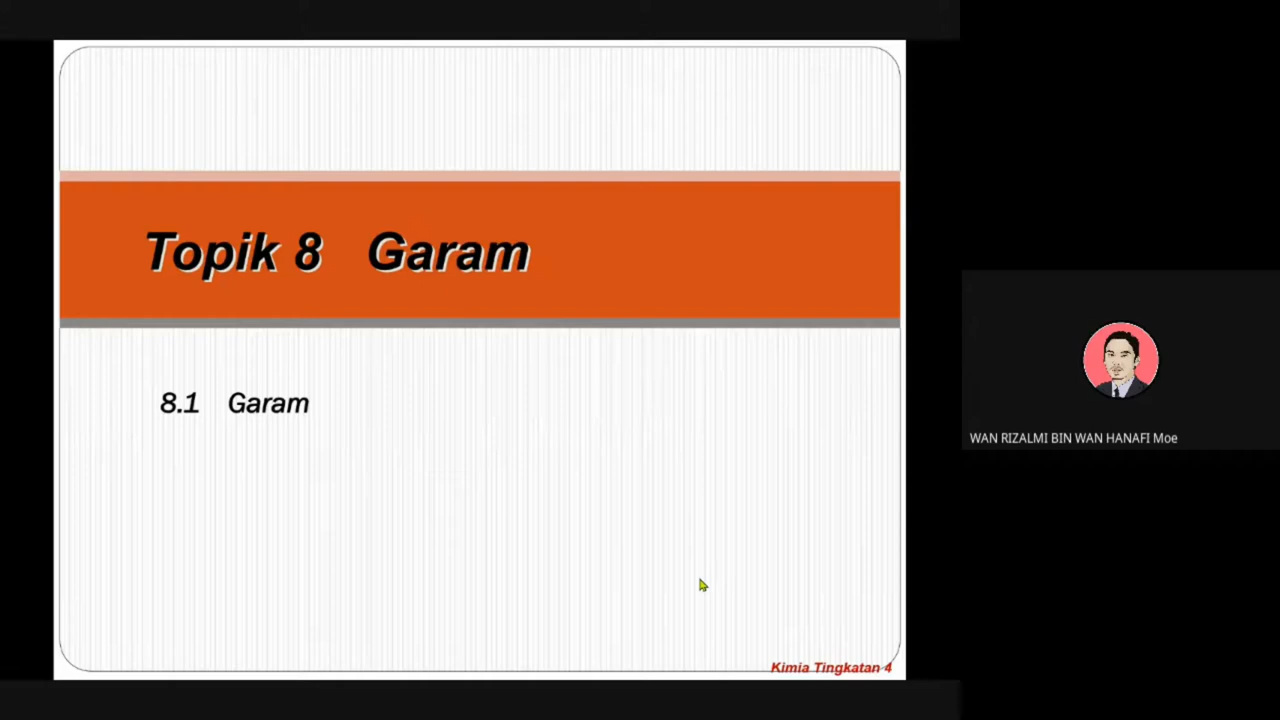 Topik 8 Garam
8.1 Garam
Kimia Tingkatan 4
WAN RIZALMI BIN WAN HANAFI Moe